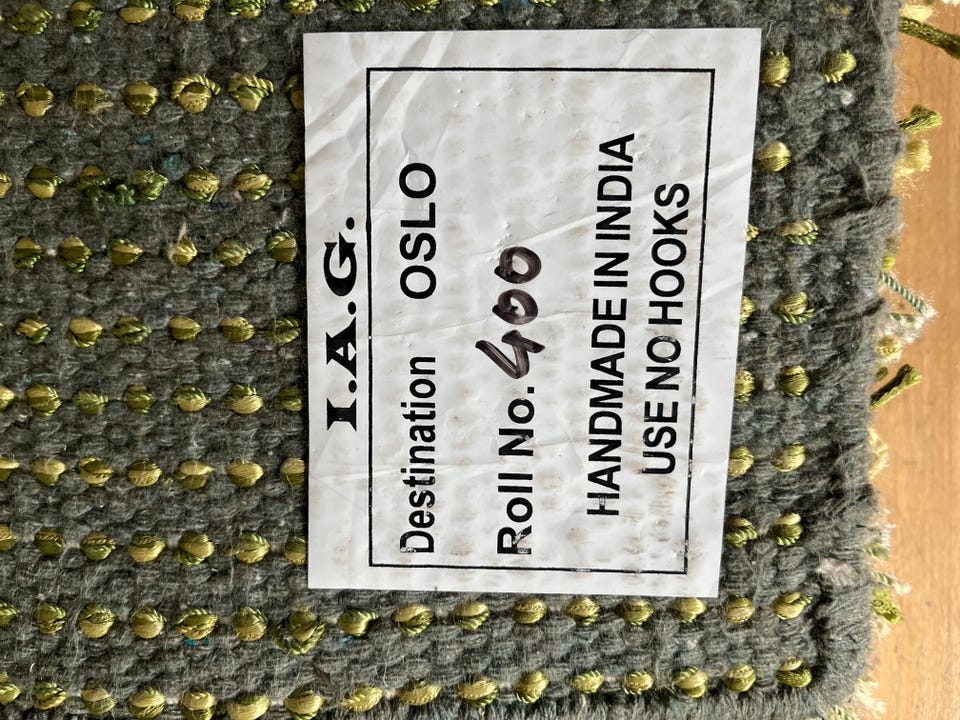 I.A.G.
Destination OSLO
Roll No. 400
HANDMADE IN INDIA
USE NO HOOKS